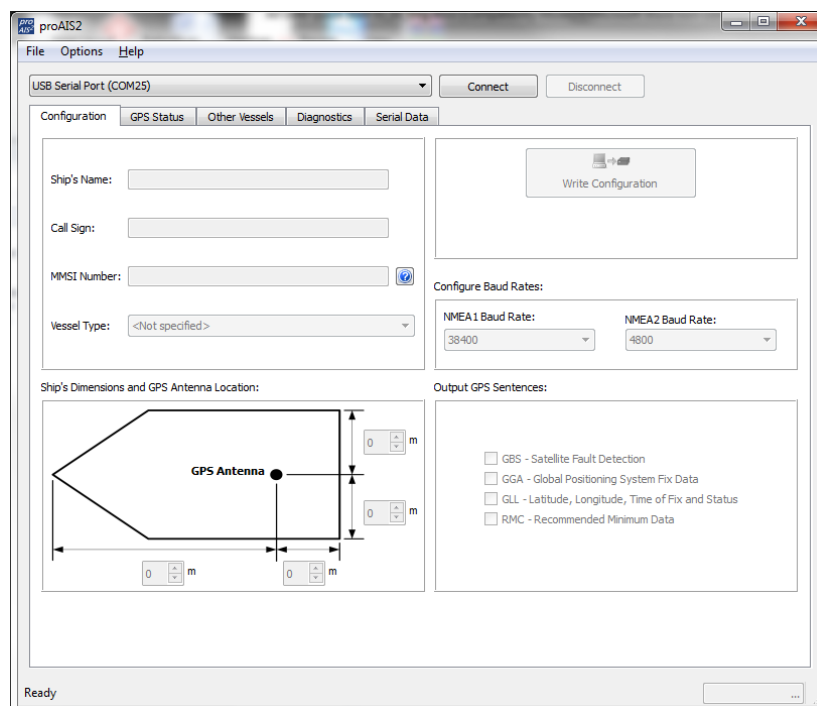 pro
AIS2
proAIS2
File Options Help
USB Serial Port (COM25)
Connect
Disconnect
Configuration
GPS Status
Other Vessels
Diagnostics
Serial Data
Ship's Name:
Call Sign:
MMSI Number:
Vessel Type:
<Not specified>
Write Configuration
Configure Baud Rates:
NMEA1 Baud Rate:
38400
NMEA2 Baud Rate:
4800
Ship's Dimensions and GPS Antenna Location:
GPS Antenna
0 m
0 m
0 m
0 m
Output GPS Sentences:
GBS - Satellite Fault Detection
GGA - Global Positioning System Fix Data
GLL - Latitude, Longitude, Time of Fix and Status
RMC - Recommended Minimum Data
Ready
...